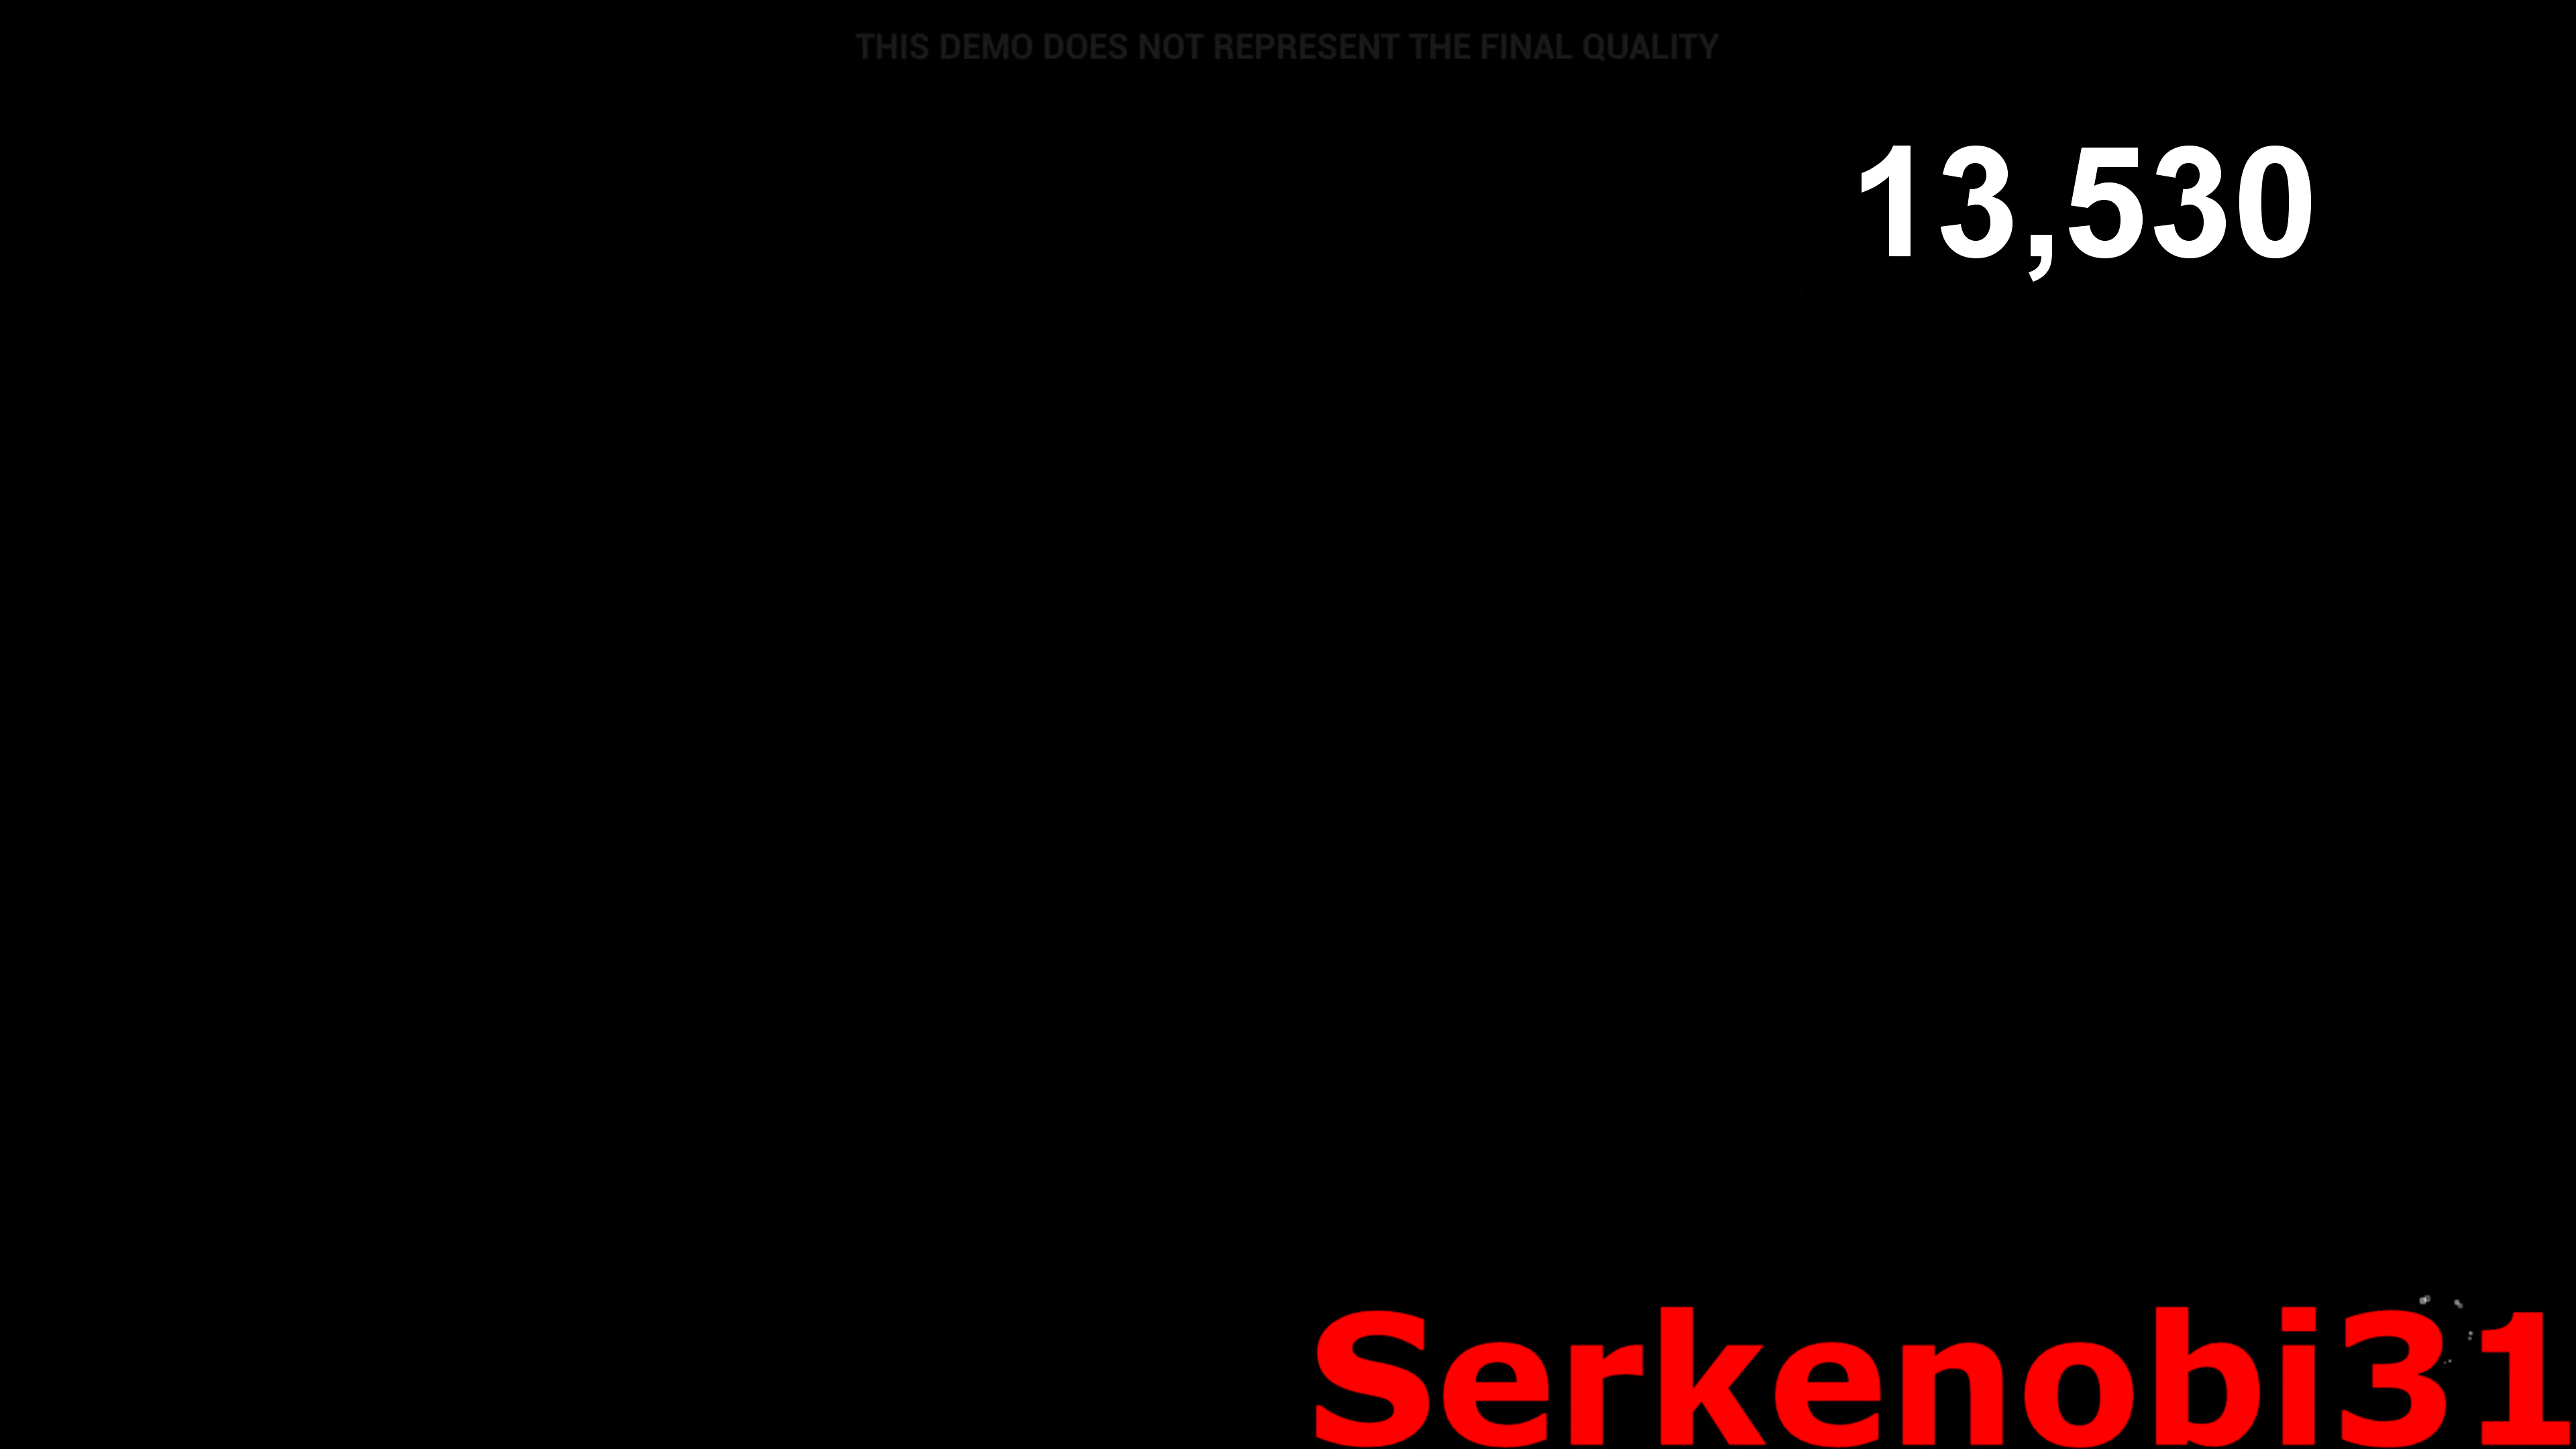 THIS DEMO DOES NOT REPRESENT THE FINAL QUALITY
13,530
Serkenobi31